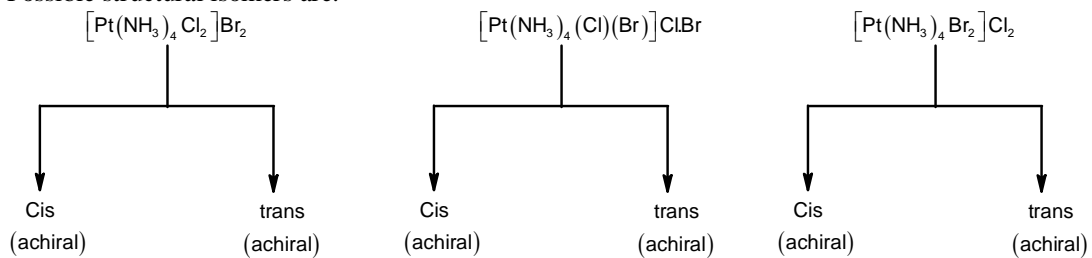 Possible structural isomers are:
[Pt(NH₃)₄Cl₂]Br₂ [Pt(NH₃)₄(Cl)(Br)]Cl.Br [Pt(NH₃)₄Br₂]Cl₂
Cis trans Cis trans Cis trans
(achiral) (achiral) (achiral) (achiral) (achiral) (achiral)